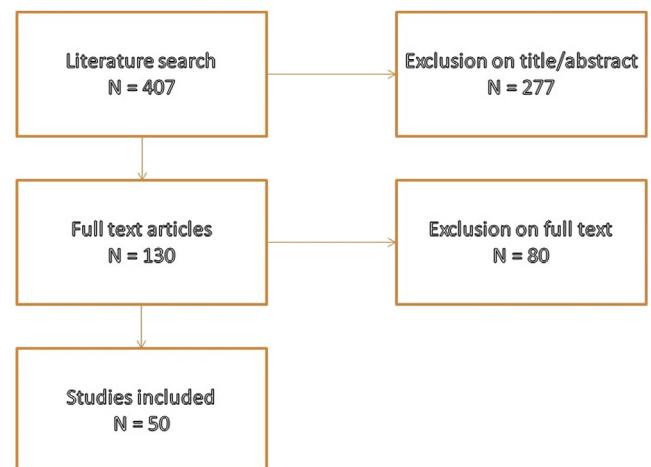 Literature search
N = 407
Exclusion on title/abstract
N = 277
Full text articles
N = 130
Exclusion on full text
N = 80
Studies included
N = 50